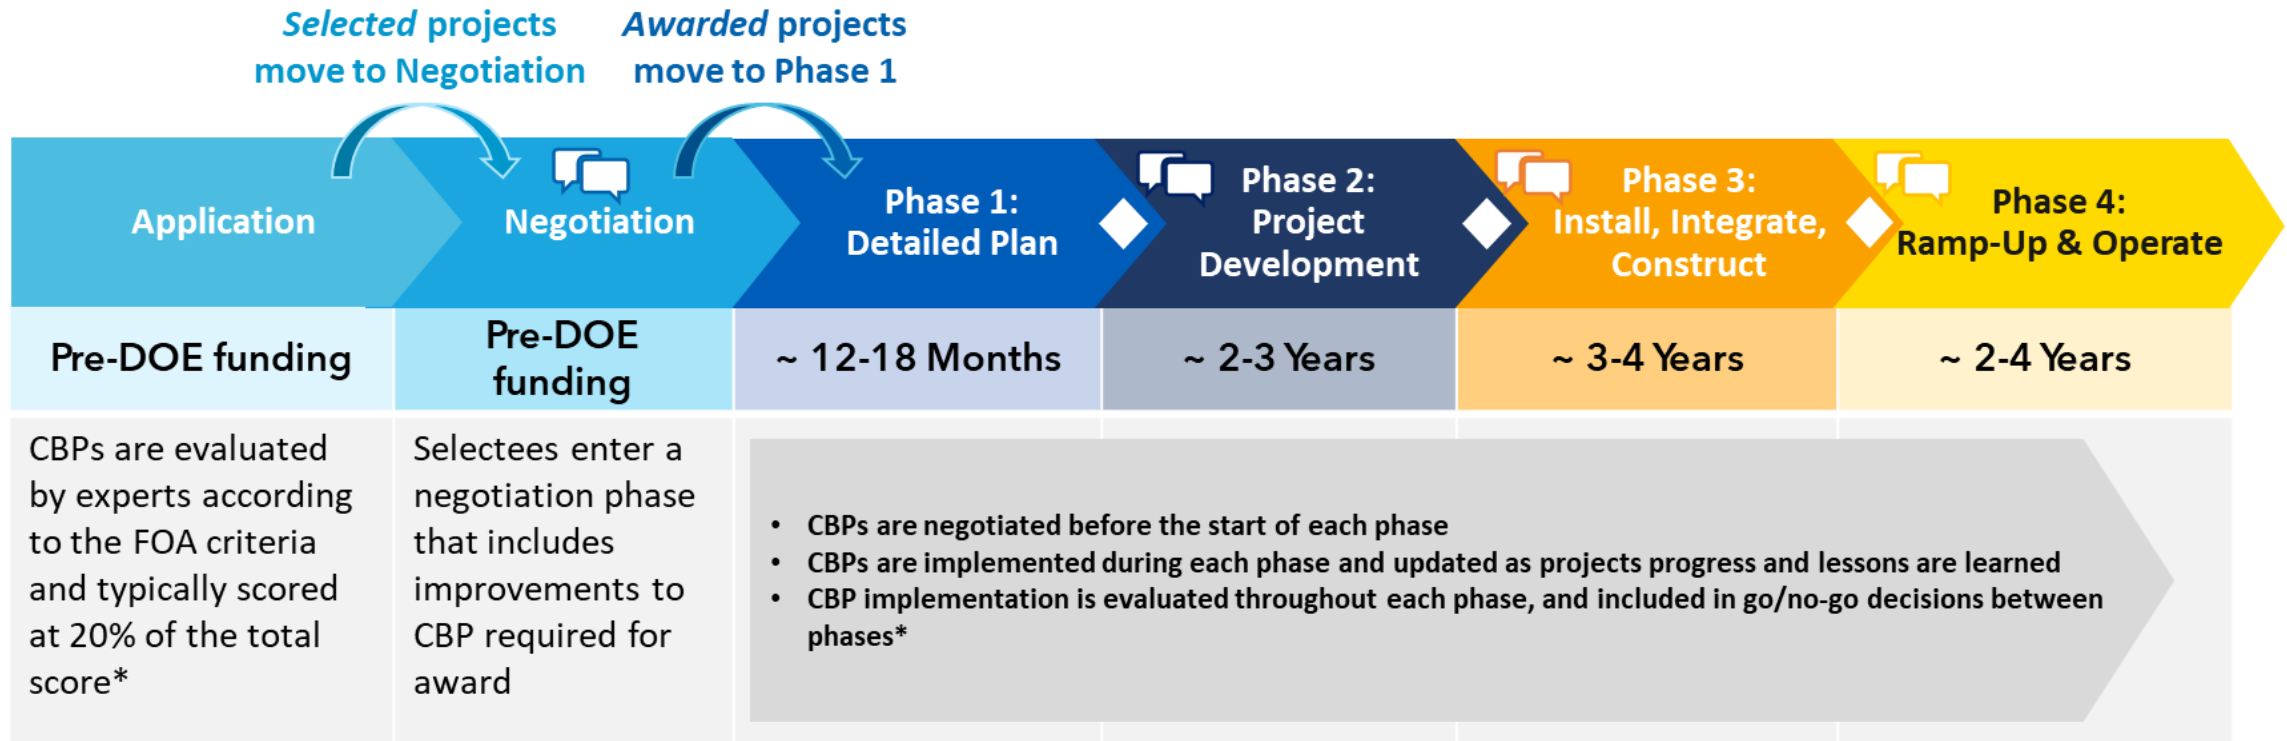 Selected projects
move to Negotiation
Awarded projects
move to Phase 1
Application
Negotiation
Phase 1:
Detailed Plan
Phase 2:
Project
Development
Phase 3:
Install, Integrate,
Construct
Phase 4:
Ramp-Up & Operate
Pre-DOE funding
Pre-DOE
funding
~ 12-18 Months
~ 2-3 Years
~ 3-4 Years
~ 2-4 Years
CBPs are evaluated
by experts according
to the FOA criteria
and typically scored
at 20% of the total
score*
Selectees enter a
negotiation phase
that includes
improvements to
CBP required for
award
• CBPs are negotiated before the start of each phase
• CBPs are implemented during each phase and updated as projects progress and lessons are learned
• CBP implementation is evaluated throughout each phase, and included in go/no-go decisions between
phases*